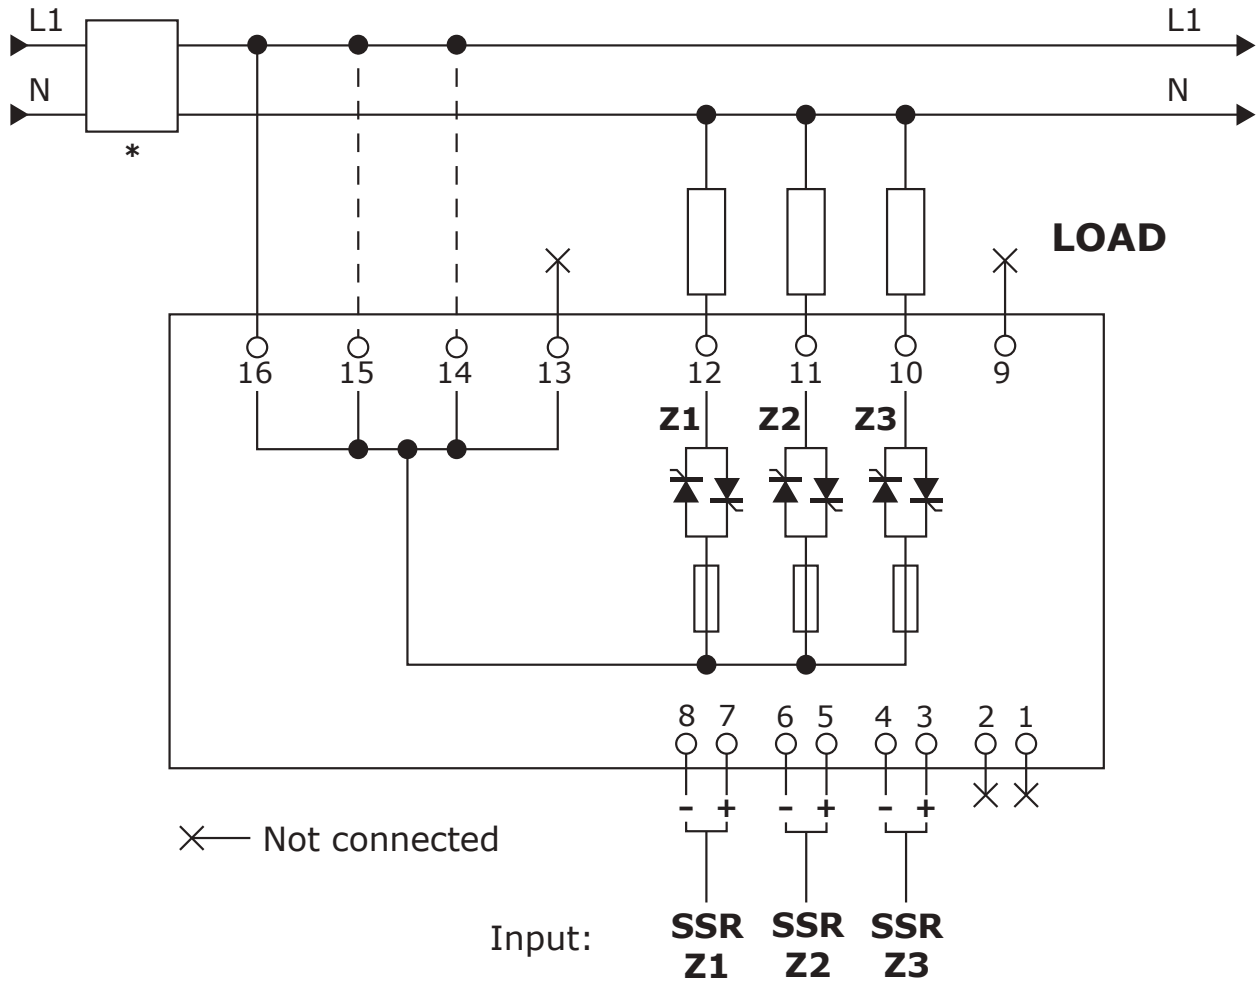 L1 L1
N N
*
LOAD
16 15 14 13 12 11 10 9
Z1 Z2 Z3
8 7 6 5 4 3 2 1
- + - + - +
Not connected
Input: SSR Z1 SSR Z2 SSR Z3